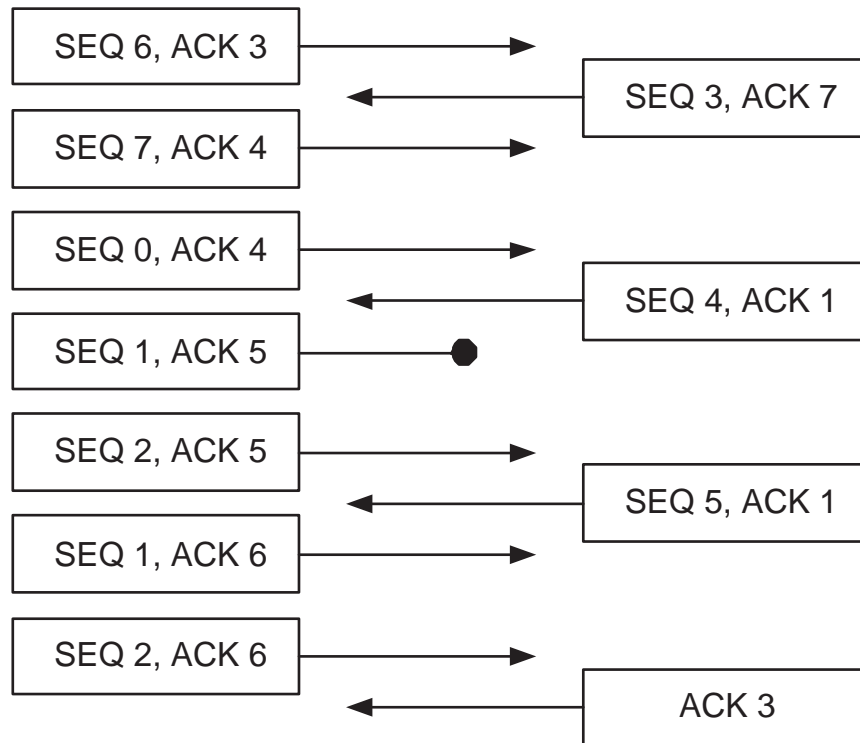 SEQ 6, ACK 3
SEQ 3, ACK 7
SEQ 7, ACK 4
SEQ 0, ACK 4
SEQ 4, ACK 1
SEQ 1, ACK 5
SEQ 2, ACK 5
SEQ 5, ACK 1
SEQ 1, ACK 6
SEQ 2, ACK 6
ACK 3